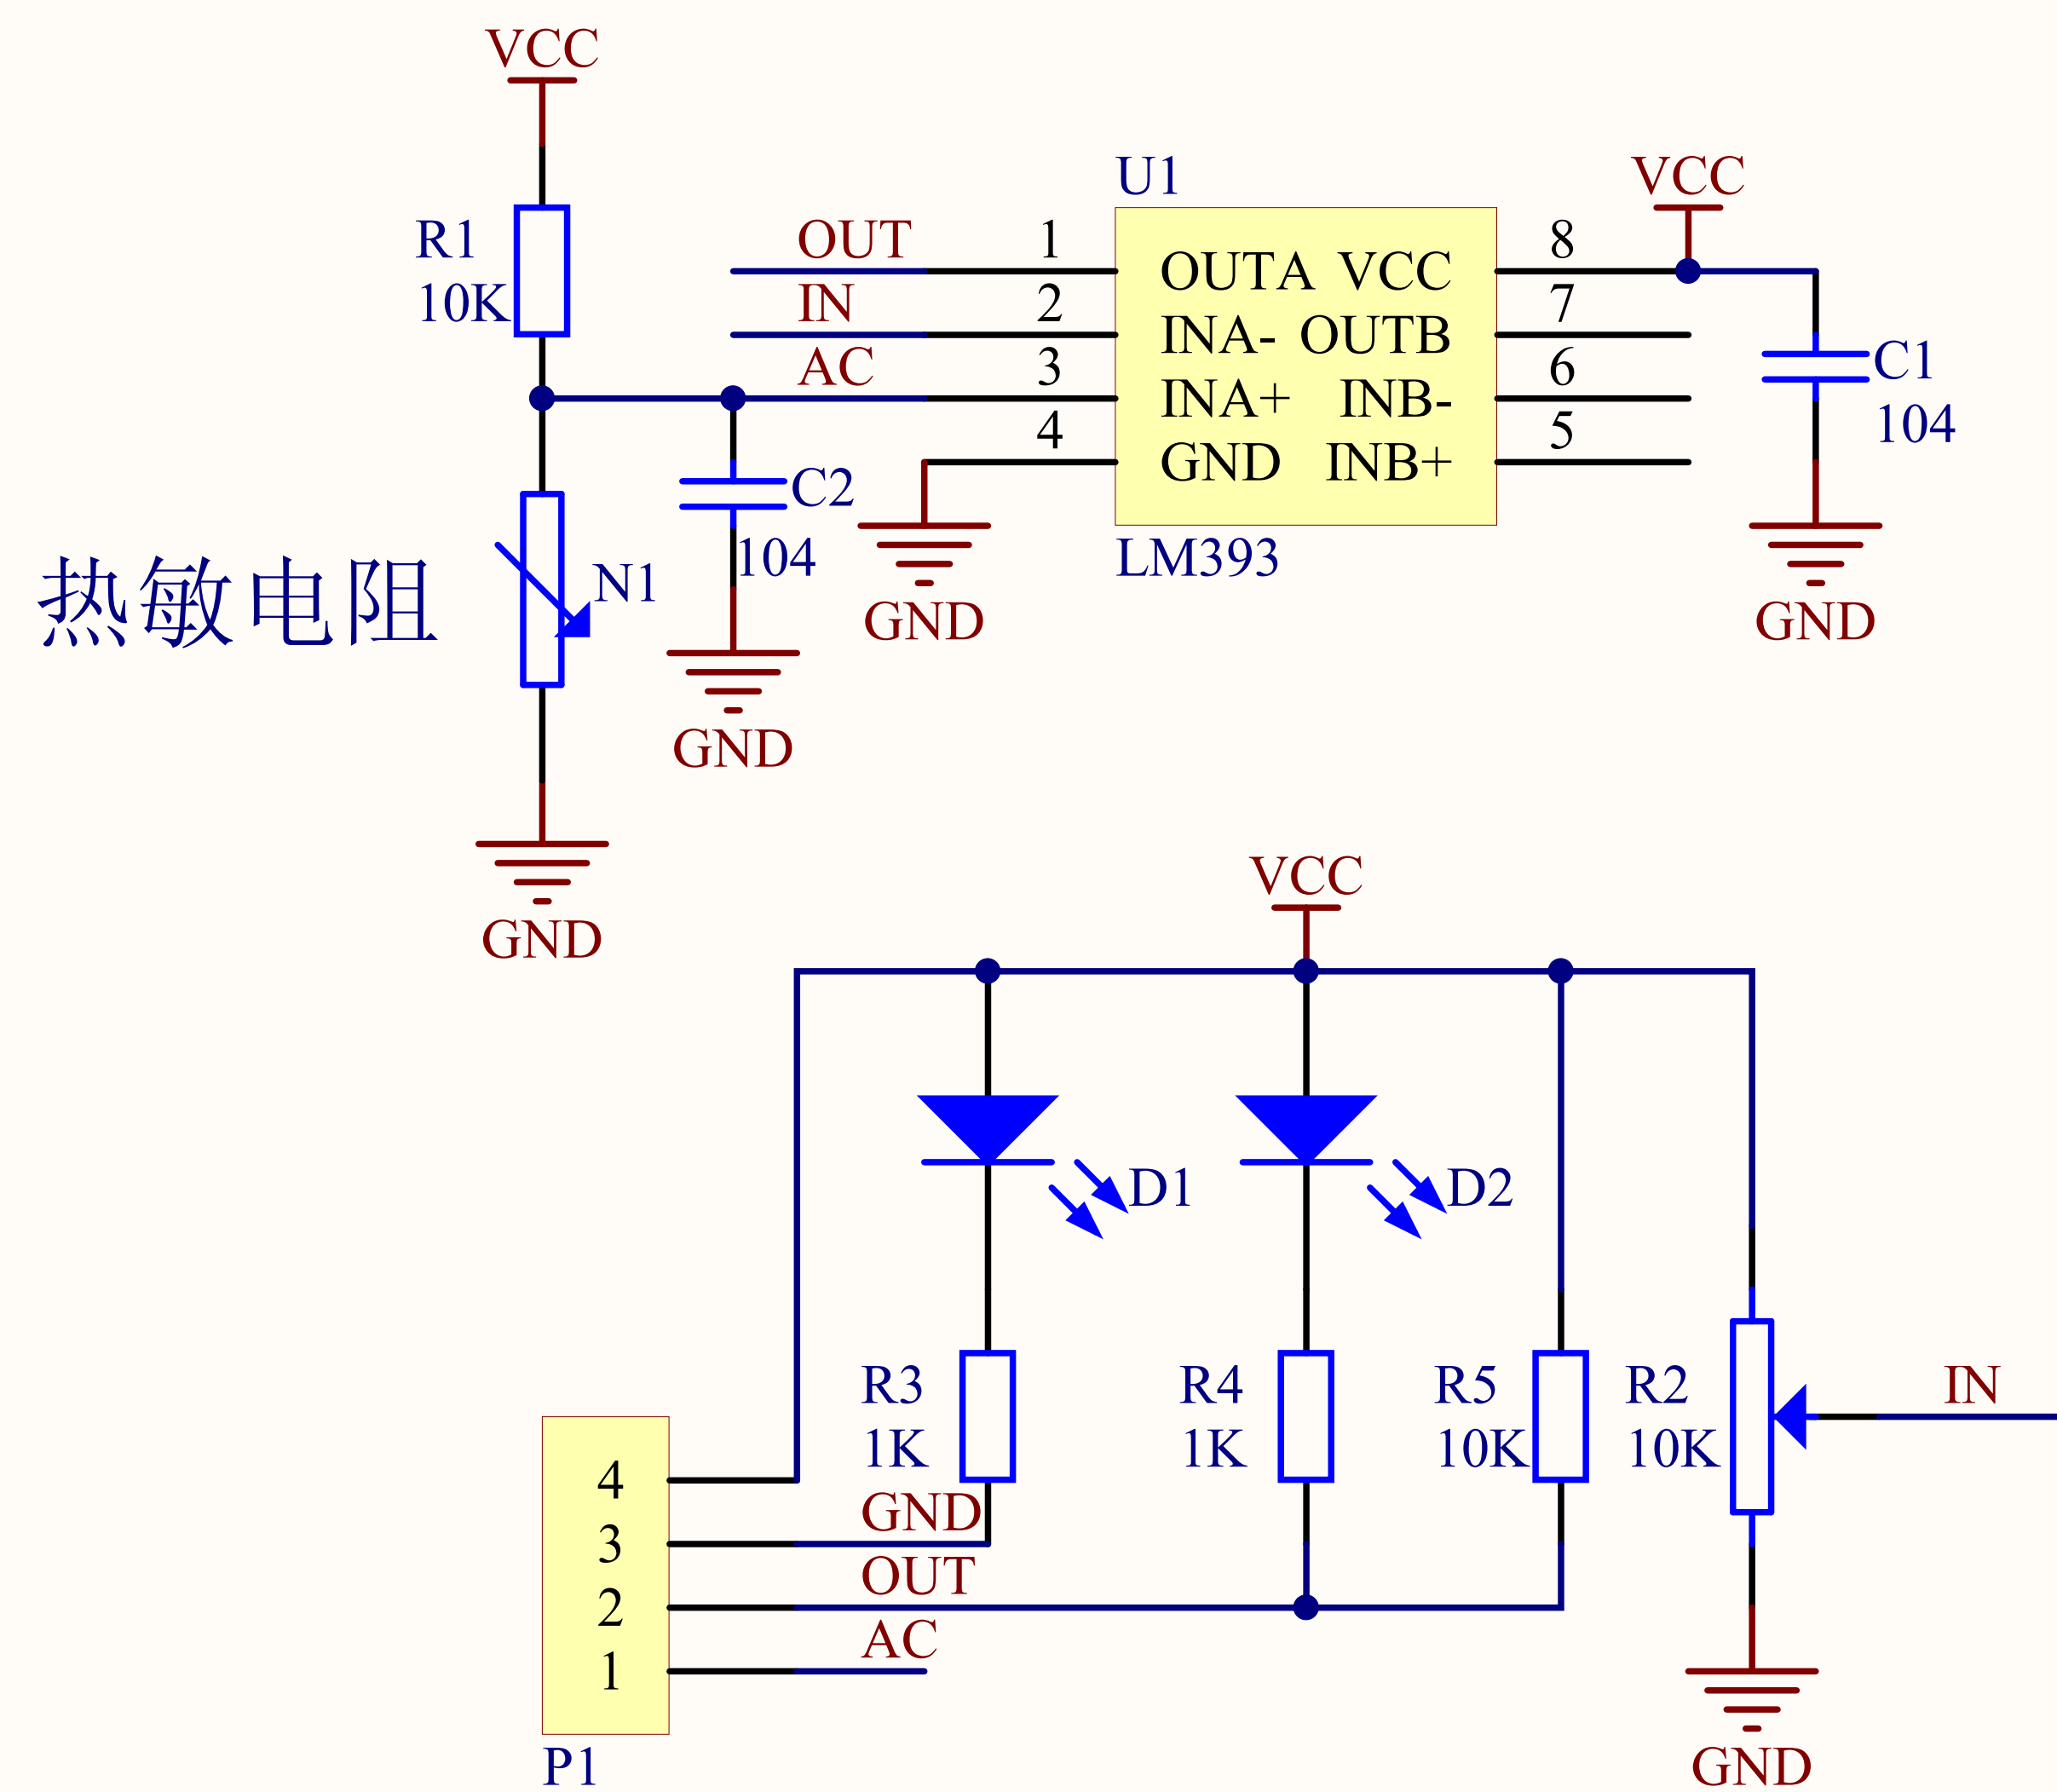 VCC
R1
10K
OUT
IN
AC
1
2
3
4
U1
OUTA VCC
INA- OUTB
INA+ INB-
GND INB+
LM393
8
7
6
5
VCC
C1
104
GND
GND
C2
104
GND
热敏电阻
N1
GND
VCC
D1
D2
R3
1K
R4
1K
R5
10K
R2
10K
IN
4
3
2
1
GND
OUT
AC
P1
GND